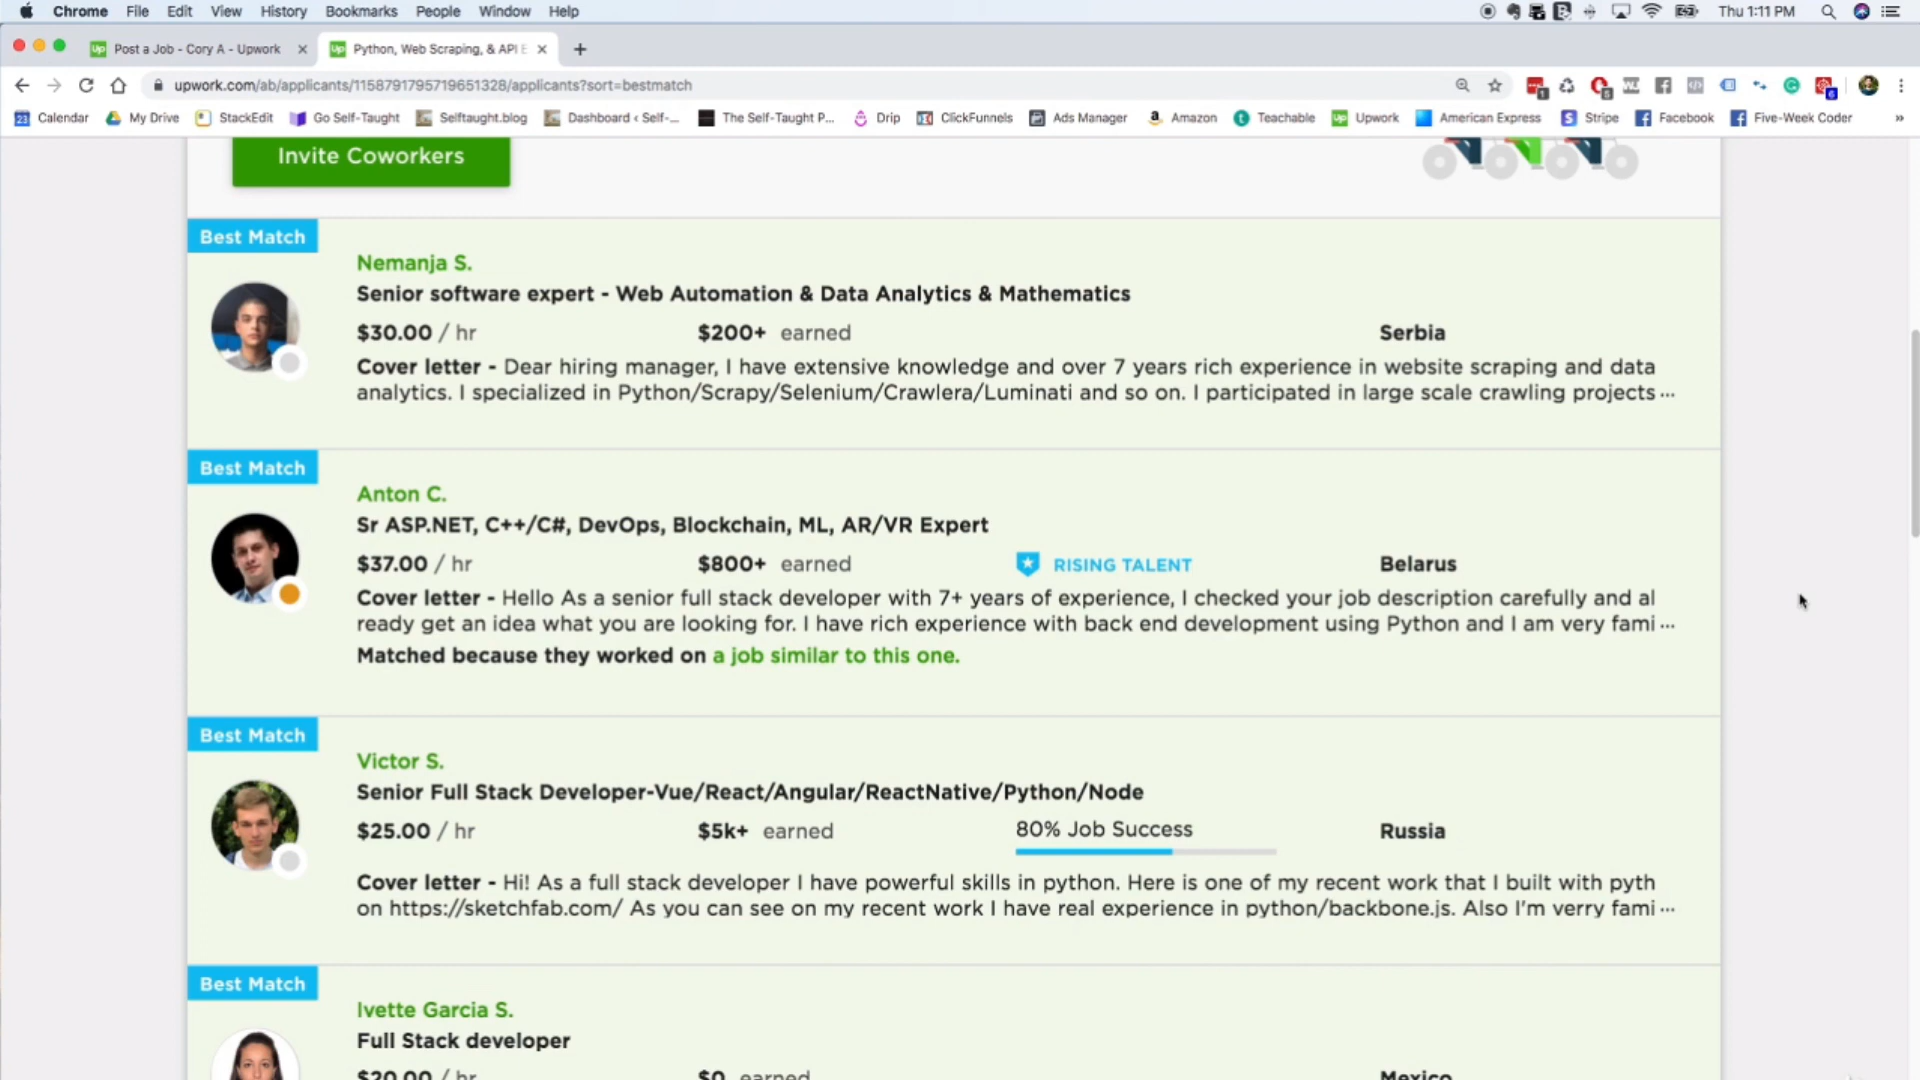 Chrome File Edit View History Bookmarks People Window Help Thu 1:11 PM
Up Post a Job - Cory A - Upwork Up Python, Web Scraping, & API E
upwork.com/ab/applicants/1158791795719651328/applicants?sort=bestmatch
23 Calendar My Drive StackEdit Go Self-Taught Selftaught.blog Dashboard ‹ Self-... The Self-Taught P... Drip ClickFunnels Ads Manager Amazon Teachable Upwork American Express Stripe Facebook Five-Week Coder »
Invite Coworkers
Best Match
Nemanja S.
Senior software expert - Web Automation & Data Analytics & Mathematics
$30.00 / hr $200+ earned Serbia
Cover letter - Dear hiring manager, I have extensive knowledge and over 7 years rich experience in website scraping and data
analytics. I specialized in Python/Scrapy/Selenium/Crawlera/Luminati and so on. I participated in large scale crawling projects ...
Best Match
Anton C.
Sr ASP.NET, C++/C#, DevOps, Blockchain, ML, AR/VR Expert
$37.00 / hr $800+ earned RISING TALENT Belarus
Cover letter - Hello As a senior full stack developer with 7+ years of experience, I checked your job description carefully and al
ready get an idea what you are looking for. I have rich experience with back end development using Python and I am very fami ...
Matched because they worked on a job similar to this one.
Best Match
Victor S.
Senior Full Stack Developer-Vue/React/Angular/ReactNative/Python/Node
$25.00 / hr $5k+ earned 80% Job Success Russia
Cover letter - Hi! As a full stack developer I have powerful skills in python. Here is one of my recent work that I built with pyth
on https://sketchfab.com/ As you can see on my recent work I have real experience in python/backbone.js. Also I'm verry fami ...
Best Match
Ivette Garcia S.
Full Stack developer
$20.00 / hr $0 earned Mexico